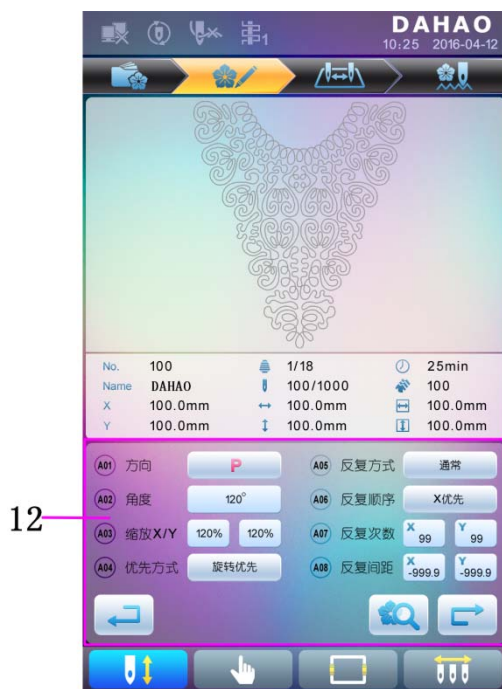 1
DAHAO
10:25 2016-04-12
No. 100 1/18 25min
Name DAHAO 100/1000 100
X 100.0mm 100.0mm 100.0mm
Y 100.0mm 100.0mm 100.0mm
12
A01 方向 P A05 反复方式 通常
A02 角度 120° A06 反复顺序 X优先
A03 缩放X/Y 120% 120% A07 反复次数 X 99 Y 99
A04 优先方式 旋转优先 A08 反复间距 X -999.9 Y -999.9